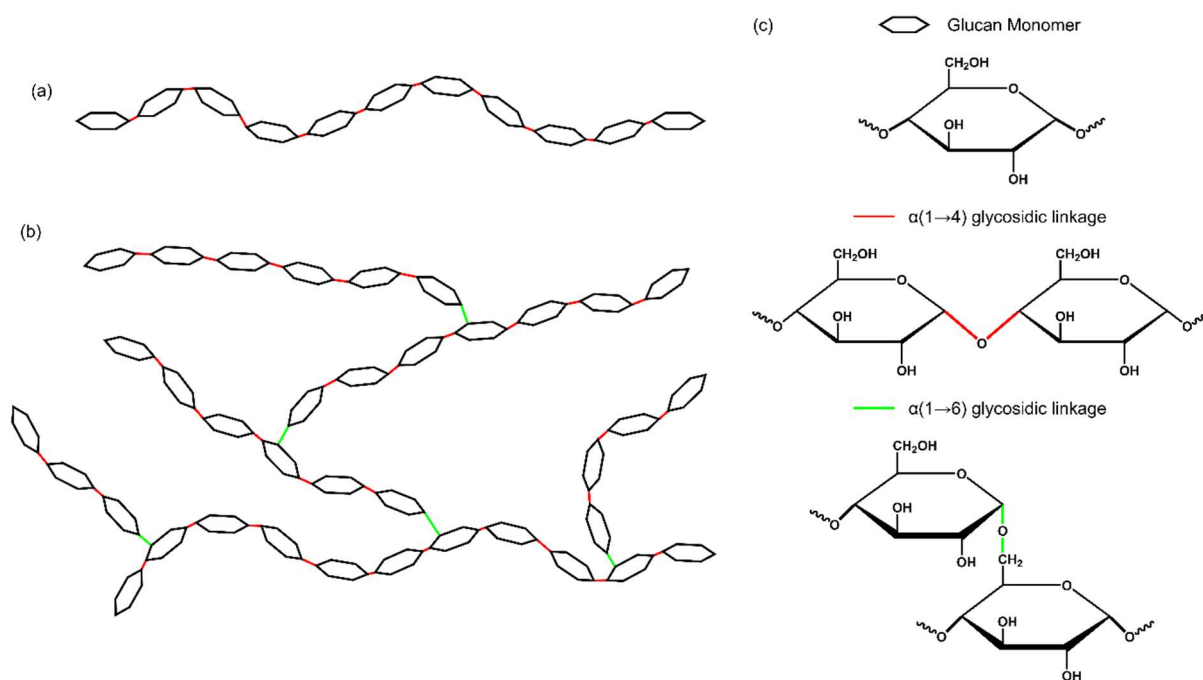 (a)
(b)
(c)
Glucan Monomer
CH₂OH
O
OH
O
O
OH
α(1→4) glycosidic linkage
CH₂OH
CH₂OH
O
O
OH
OH
O
O
O
OH
OH
α(1→6) glycosidic linkage
CH₂OH
O
OH
O
O
OH
CH₂
O
OH
O
O
OH